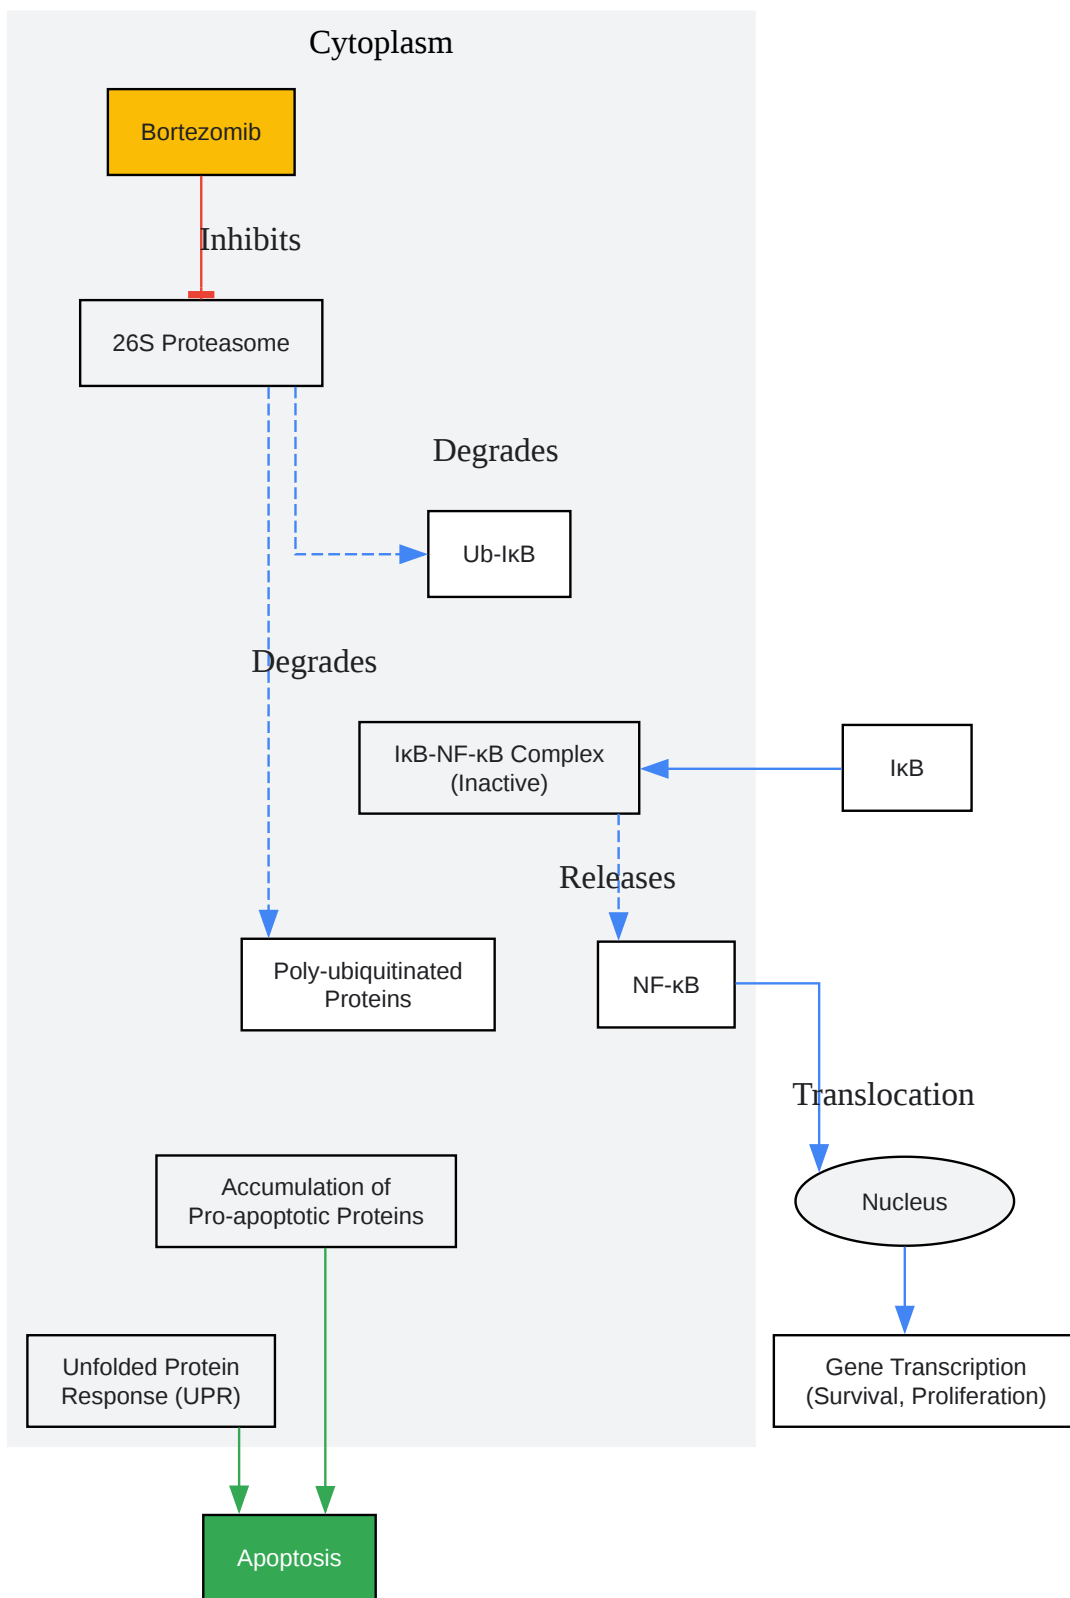 Cytoplasm
Bortezomib
Inhibits
26S Proteasome
Degrades
Ub-IκB
Degrades
IκB-NF-κB Complex
(Inactive)
IκB
Releases
Poly-ubiquitinated
Proteins
NF-κB
Translocation
Accumulation of
Pro-apoptotic Proteins
Nucleus
Unfolded Protein
Response (UPR)
Gene Transcription
(Survival, Proliferation)
Apoptosis